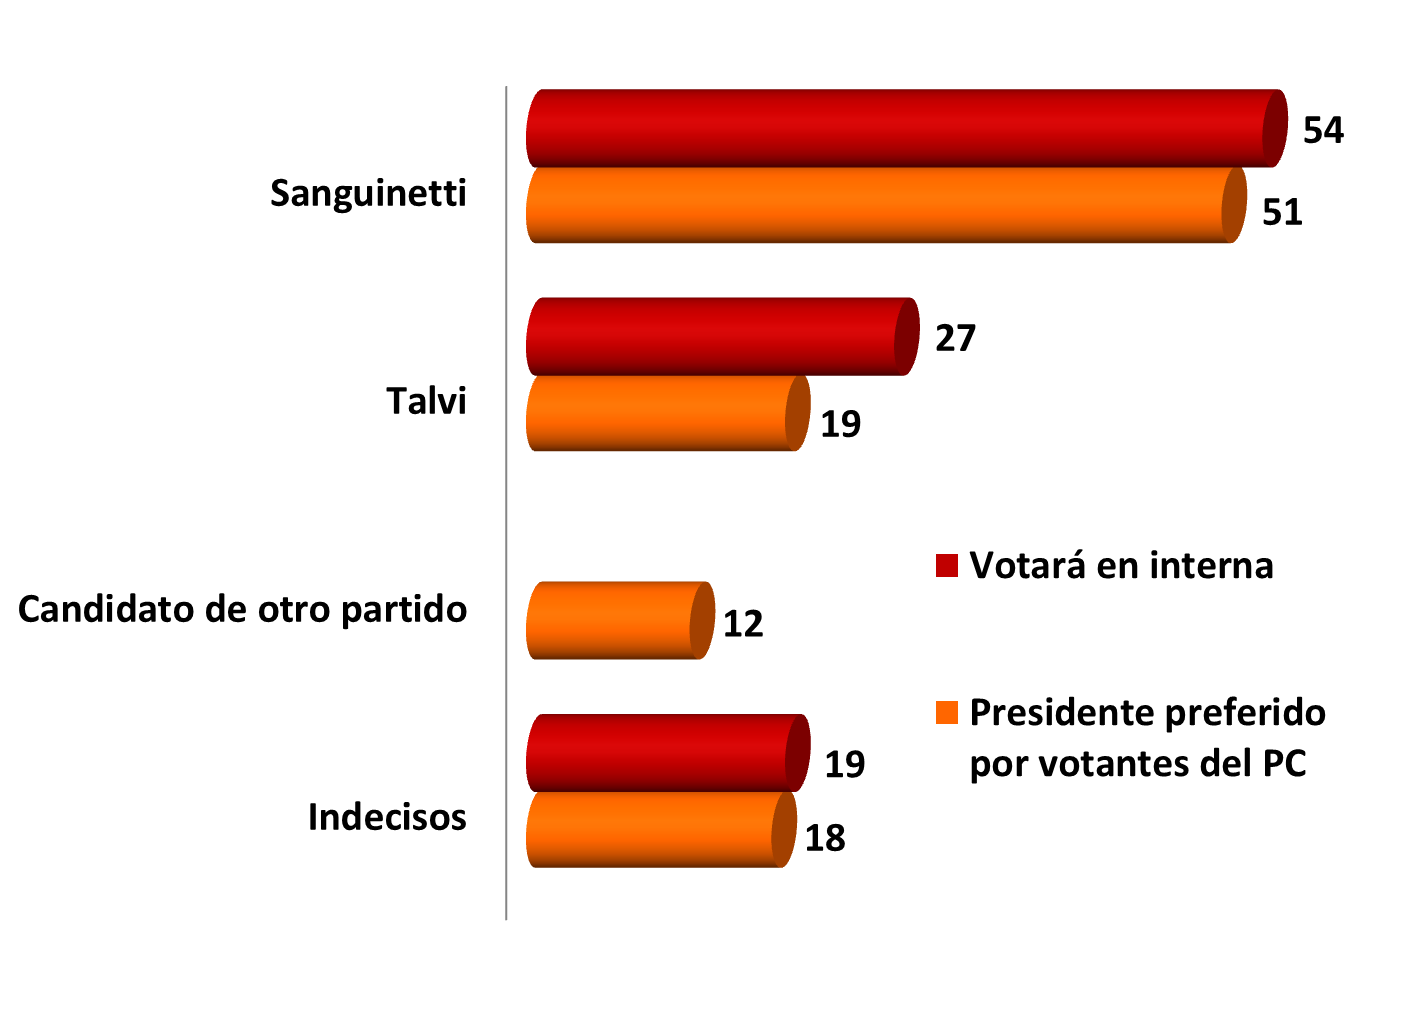 Sanguinetti
54
51
Talvi
27
19
Candidato de otro partido
12
Indecisos
19
18
Votará en interna
Presidente preferido
por votantes del PC